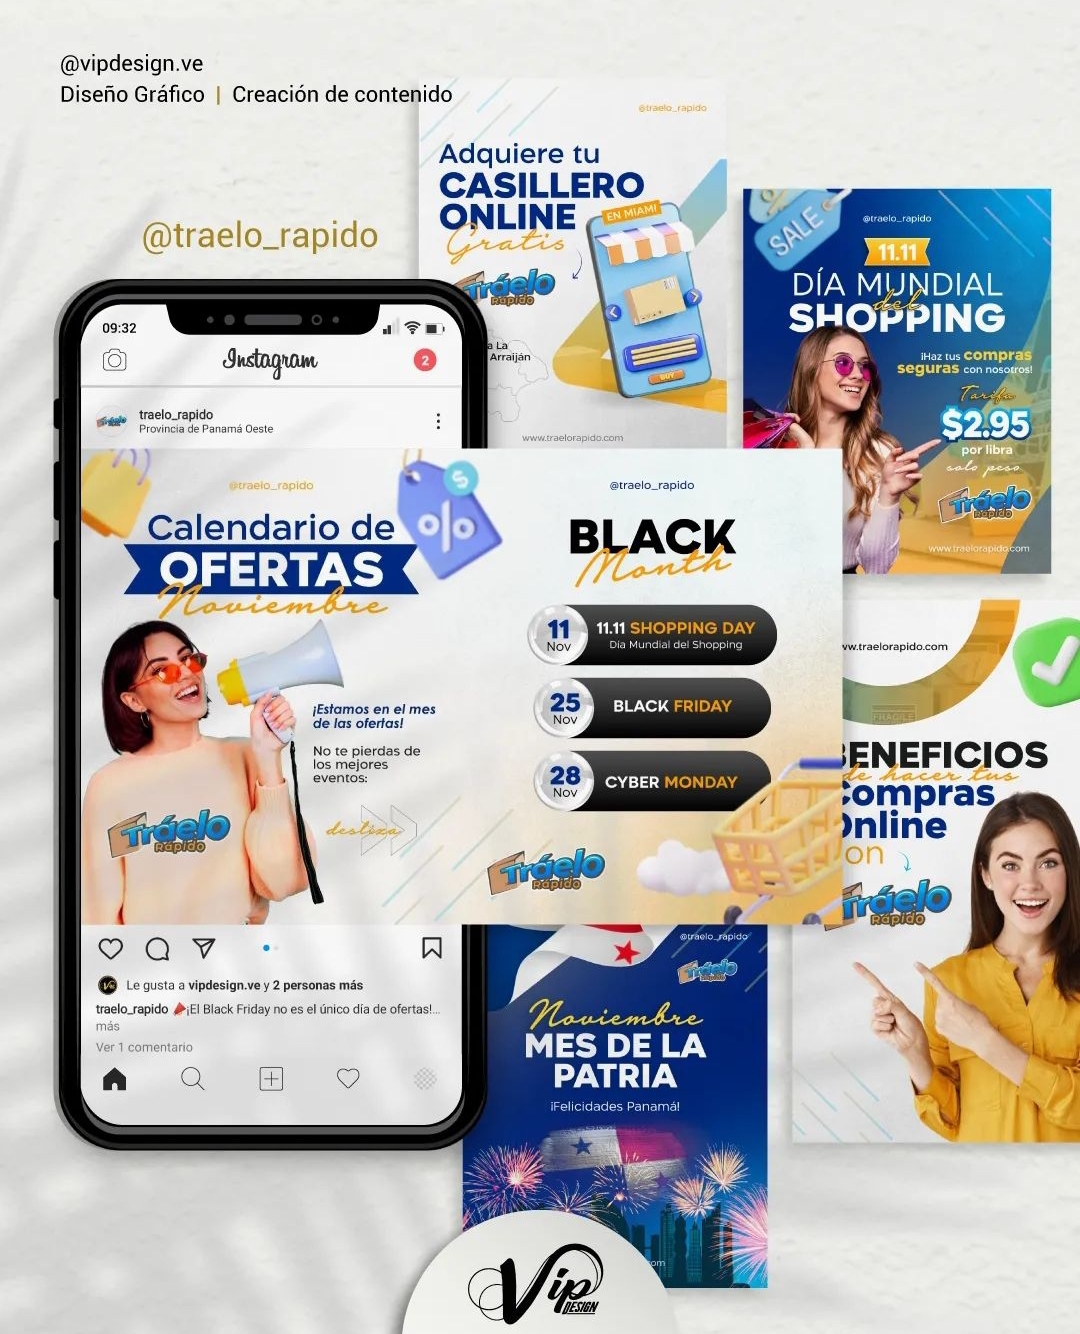 @vipdesign.ve
Diseño Gráfico | Creación de contenido
@traelo_rapido
@traelo_rapido
Adquiere tu
CASILLERO
ONLINE
Gratis
EN MIAMI
Tráelo
Rápido
a La
Arraiján
BUY
www.traelorapido.com
SALE
%
@traelo_rapido
11.11
DÍA MUNDIAL
del
SHOPPING
¡Haz tus compras
seguras con nosotros!
Tarifa
$2.95
por libra
solo peso
Tráelo
Rápido
www.traelorapido.com
09:32
Instagram
2
traelo_rapido
Provincia de Panamá Oeste
@traelo_rapido
Calendario de
OFERTAS
Noviembre
$
%
¡Estamos en el mes
de las ofertas!
No te pierdas de
los mejores
eventos:
desliza
Tráelo
Rápido
@traelo_rapido
BLACK
Month
11
Nov
11.11 SHOPPING DAY
Día Mundial del Shopping
25
Nov
BLACK FRIDAY
28
Nov
CYBER MONDAY
Tráelo
Rápido
ww.traelorapido.com
FRAGILE
BENEFICIOS
de hacer tus
Compras
Online
on
Tráelo
Rápido
Le gusta a vipdesign.ve y 2 personas más
traelo_rapido 📣¡El Black Friday no es el único día de ofertas!...
más
Ver 1 comentario
@traelo_rapido
Tráelo
Rápido
Noviembre
MES DE LA
PATRIA
¡Felicidades Panamá!
om
Vip
DESIGN